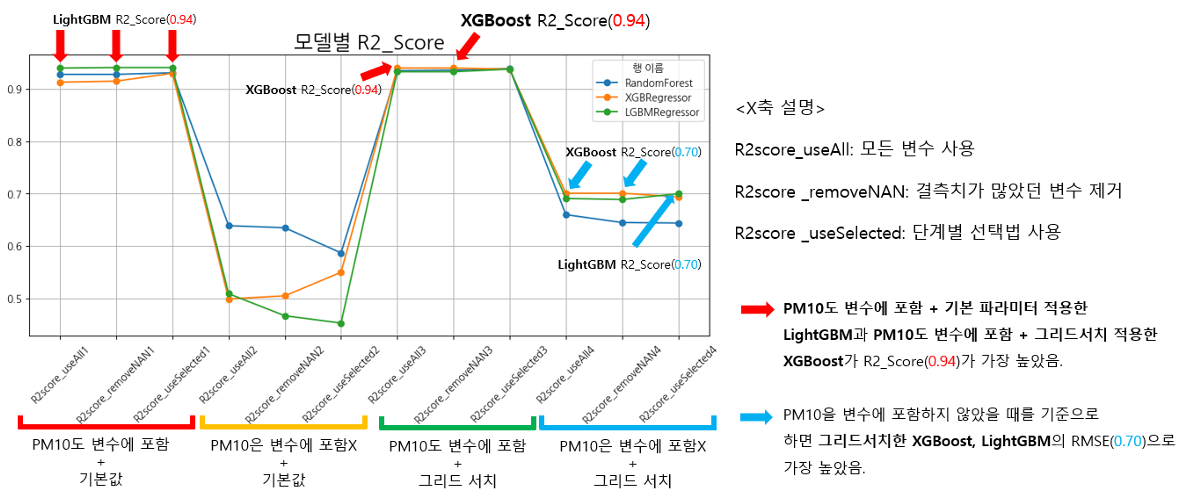 LightGBM R2_Score(0.94)
XGBoost R2_Score(0.94)
모델별 R2_Score
XGBoost R2_Score(0.94)
행 이름
RandomForest
XGBRegressor
LGBMRegressor
XGBoost R2_Score(0.70)
LightGBM R2_Score(0.70)
0.9
0.8
0.7
0.6
0.5
R2score_useAll1
R2score_removeNAN1
R2score_useSelected1
R2score_useAll2
R2score_removeNAN2
R2score_useSelected2
R2score_useAll3
R2score_removeNAN3
R2score_useSelected3
R2score_useAll4
R2score_removeNAN4
R2score_useSelected4
PM10도 변수에 포함
+
기본값
PM10은 변수에 포함X
+
기본값
PM10도 변수에 포함
+
그리드 서치
PM10은 변수에 포함X
+
그리드 서치
<X축 설명>
R2score_useAll: 모든 변수 사용
R2score _removeNAN: 결측치가 많았던 변수 제거
R2score _useSelected: 단계별 선택법 사용
PM10도 변수에 포함 + 기본 파라미터 적용한
LightGBM과 PM10도 변수에 포함 + 그리드서치 적용한
XGBoost가 R2_Score(0.94)가 가장 높았음.
PM10을 변수에 포함하지 않았을 때를 기준으로
하면 그리드서치한 XGBoost, LightGBM의 RMSE(0.70)으로
가장 높았음.